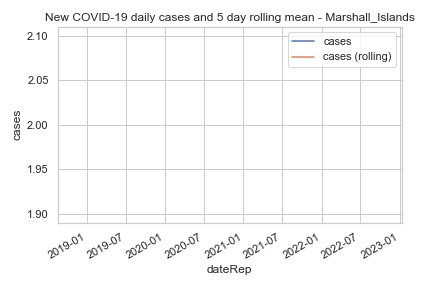 New COVID-19 daily cases and 5 day rolling mean - Marshall_Islands
cases
cases (rolling)
2.10
2.05
2.00
1.95
1.90
cases
2019-01
2019-07
2020-01
2020-07
2021-01
2021-07
2022-01
2022-07
2023-01
dateRep